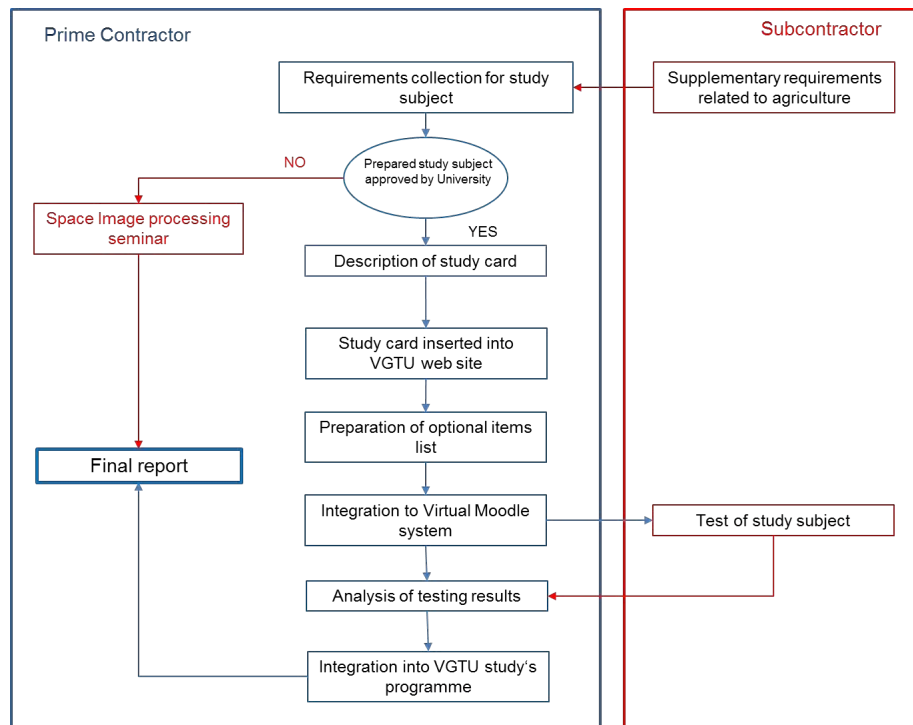 Prime Contractor
Subcontractor
Requirements collection for study
subject
Supplementary requirements
related to agriculture
NO
Prepared study subject
approved by University
Space Image processing
seminar
YES
Description of study card
Study card inserted into
VGTU web site
Preparation of optional items
list
Final report
Integration to Virtual Moodle
system
Test of study subject
Analysis of testing results
Integration into VGTU study‘s
programme